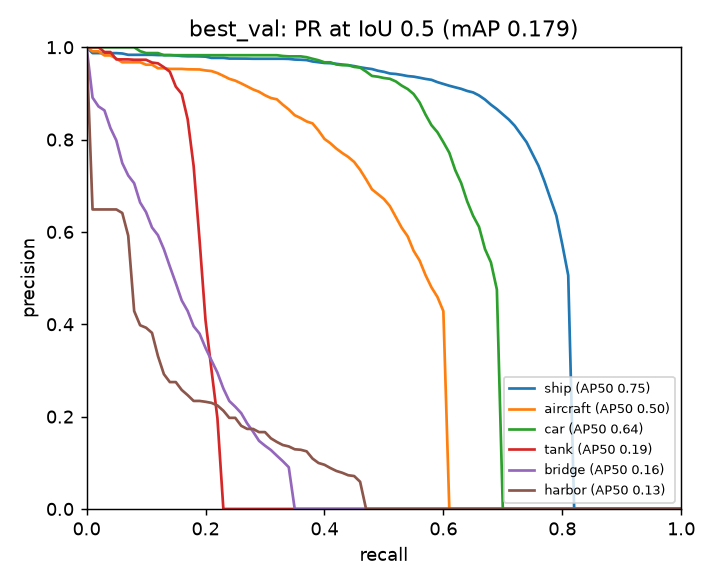 best_val: PR at IoU 0.5 (mAP 0.179)
1.0
0.8
0.6
0.4
0.2
0.0
precision
ship (AP50 0.75)
aircraft (AP50 0.50)
car (AP50 0.64)
tank (AP50 0.19)
bridge (AP50 0.16)
harbor (AP50 0.13)
0.0 0.2 0.4 0.6 0.8 1.0
recall